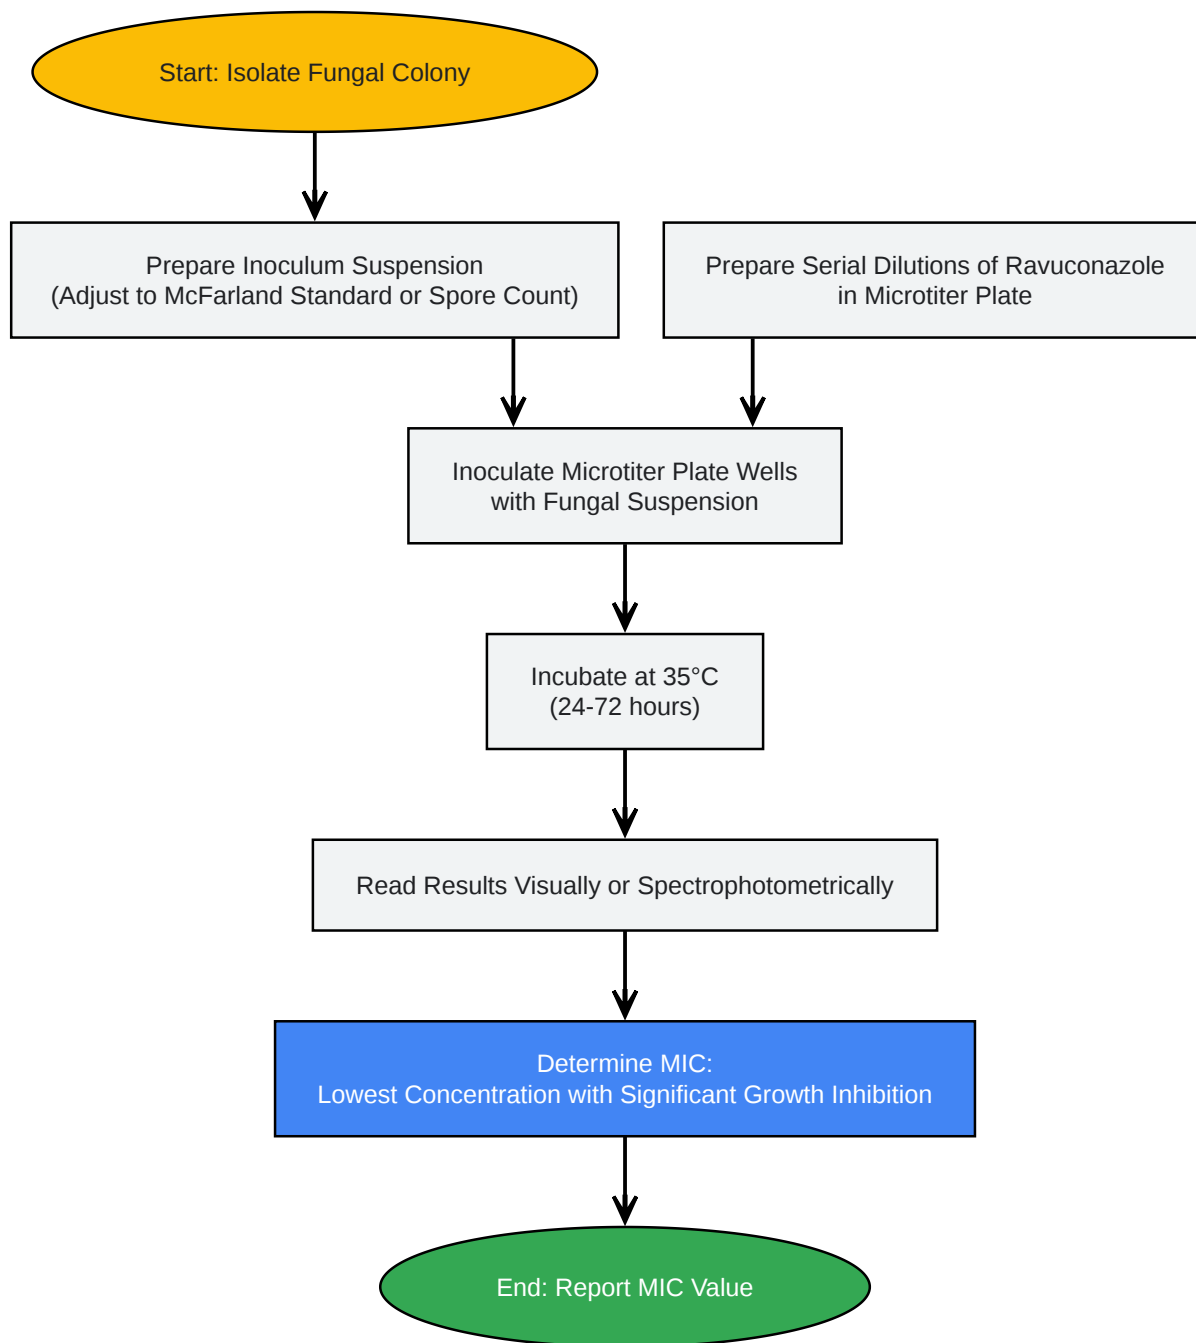 Start: Isolate Fungal Colony
Prepare Inoculum Suspension
(Adjust to McFarland Standard or Spore Count)
Prepare Serial Dilutions of Ravuconazole
in Microtiter Plate
Inoculate Microtiter Plate Wells
with Fungal Suspension
Incubate at 35°C
(24-72 hours)
Read Results Visually or Spectrophotometrically
Determine MIC:
Lowest Concentration with Significant Growth Inhibition
End: Report MIC Value